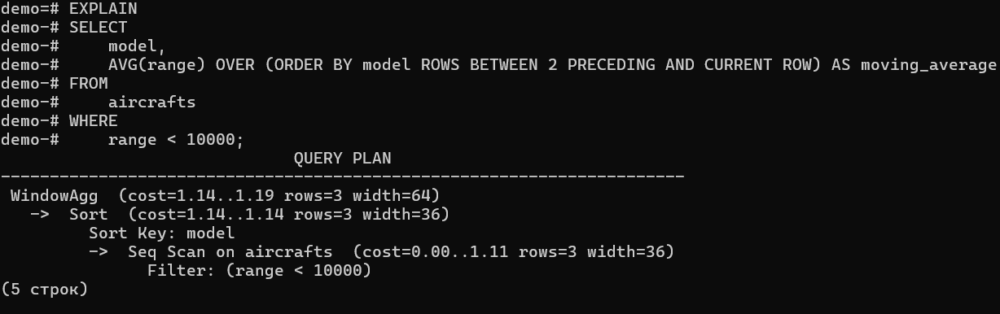 demo=# EXPLAIN
demo-# SELECT
demo-#     model,
demo-#     AVG(range) OVER (ORDER BY model ROWS BETWEEN 2 PRECEDING AND CURRENT ROW) AS moving_average
demo-# FROM
demo-#     aircrafts
demo-# WHERE
demo-#     range < 10000;
                              QUERY PLAN
----------------------------------------------------------------------
 WindowAgg  (cost=1.14..1.19 rows=3 width=64)
   ->  Sort  (cost=1.14..1.14 rows=3 width=36)
         Sort Key: model
         ->  Seq Scan on aircrafts  (cost=0.00..1.11 rows=3 width=36)
               Filter: (range < 10000)
(5 строк)